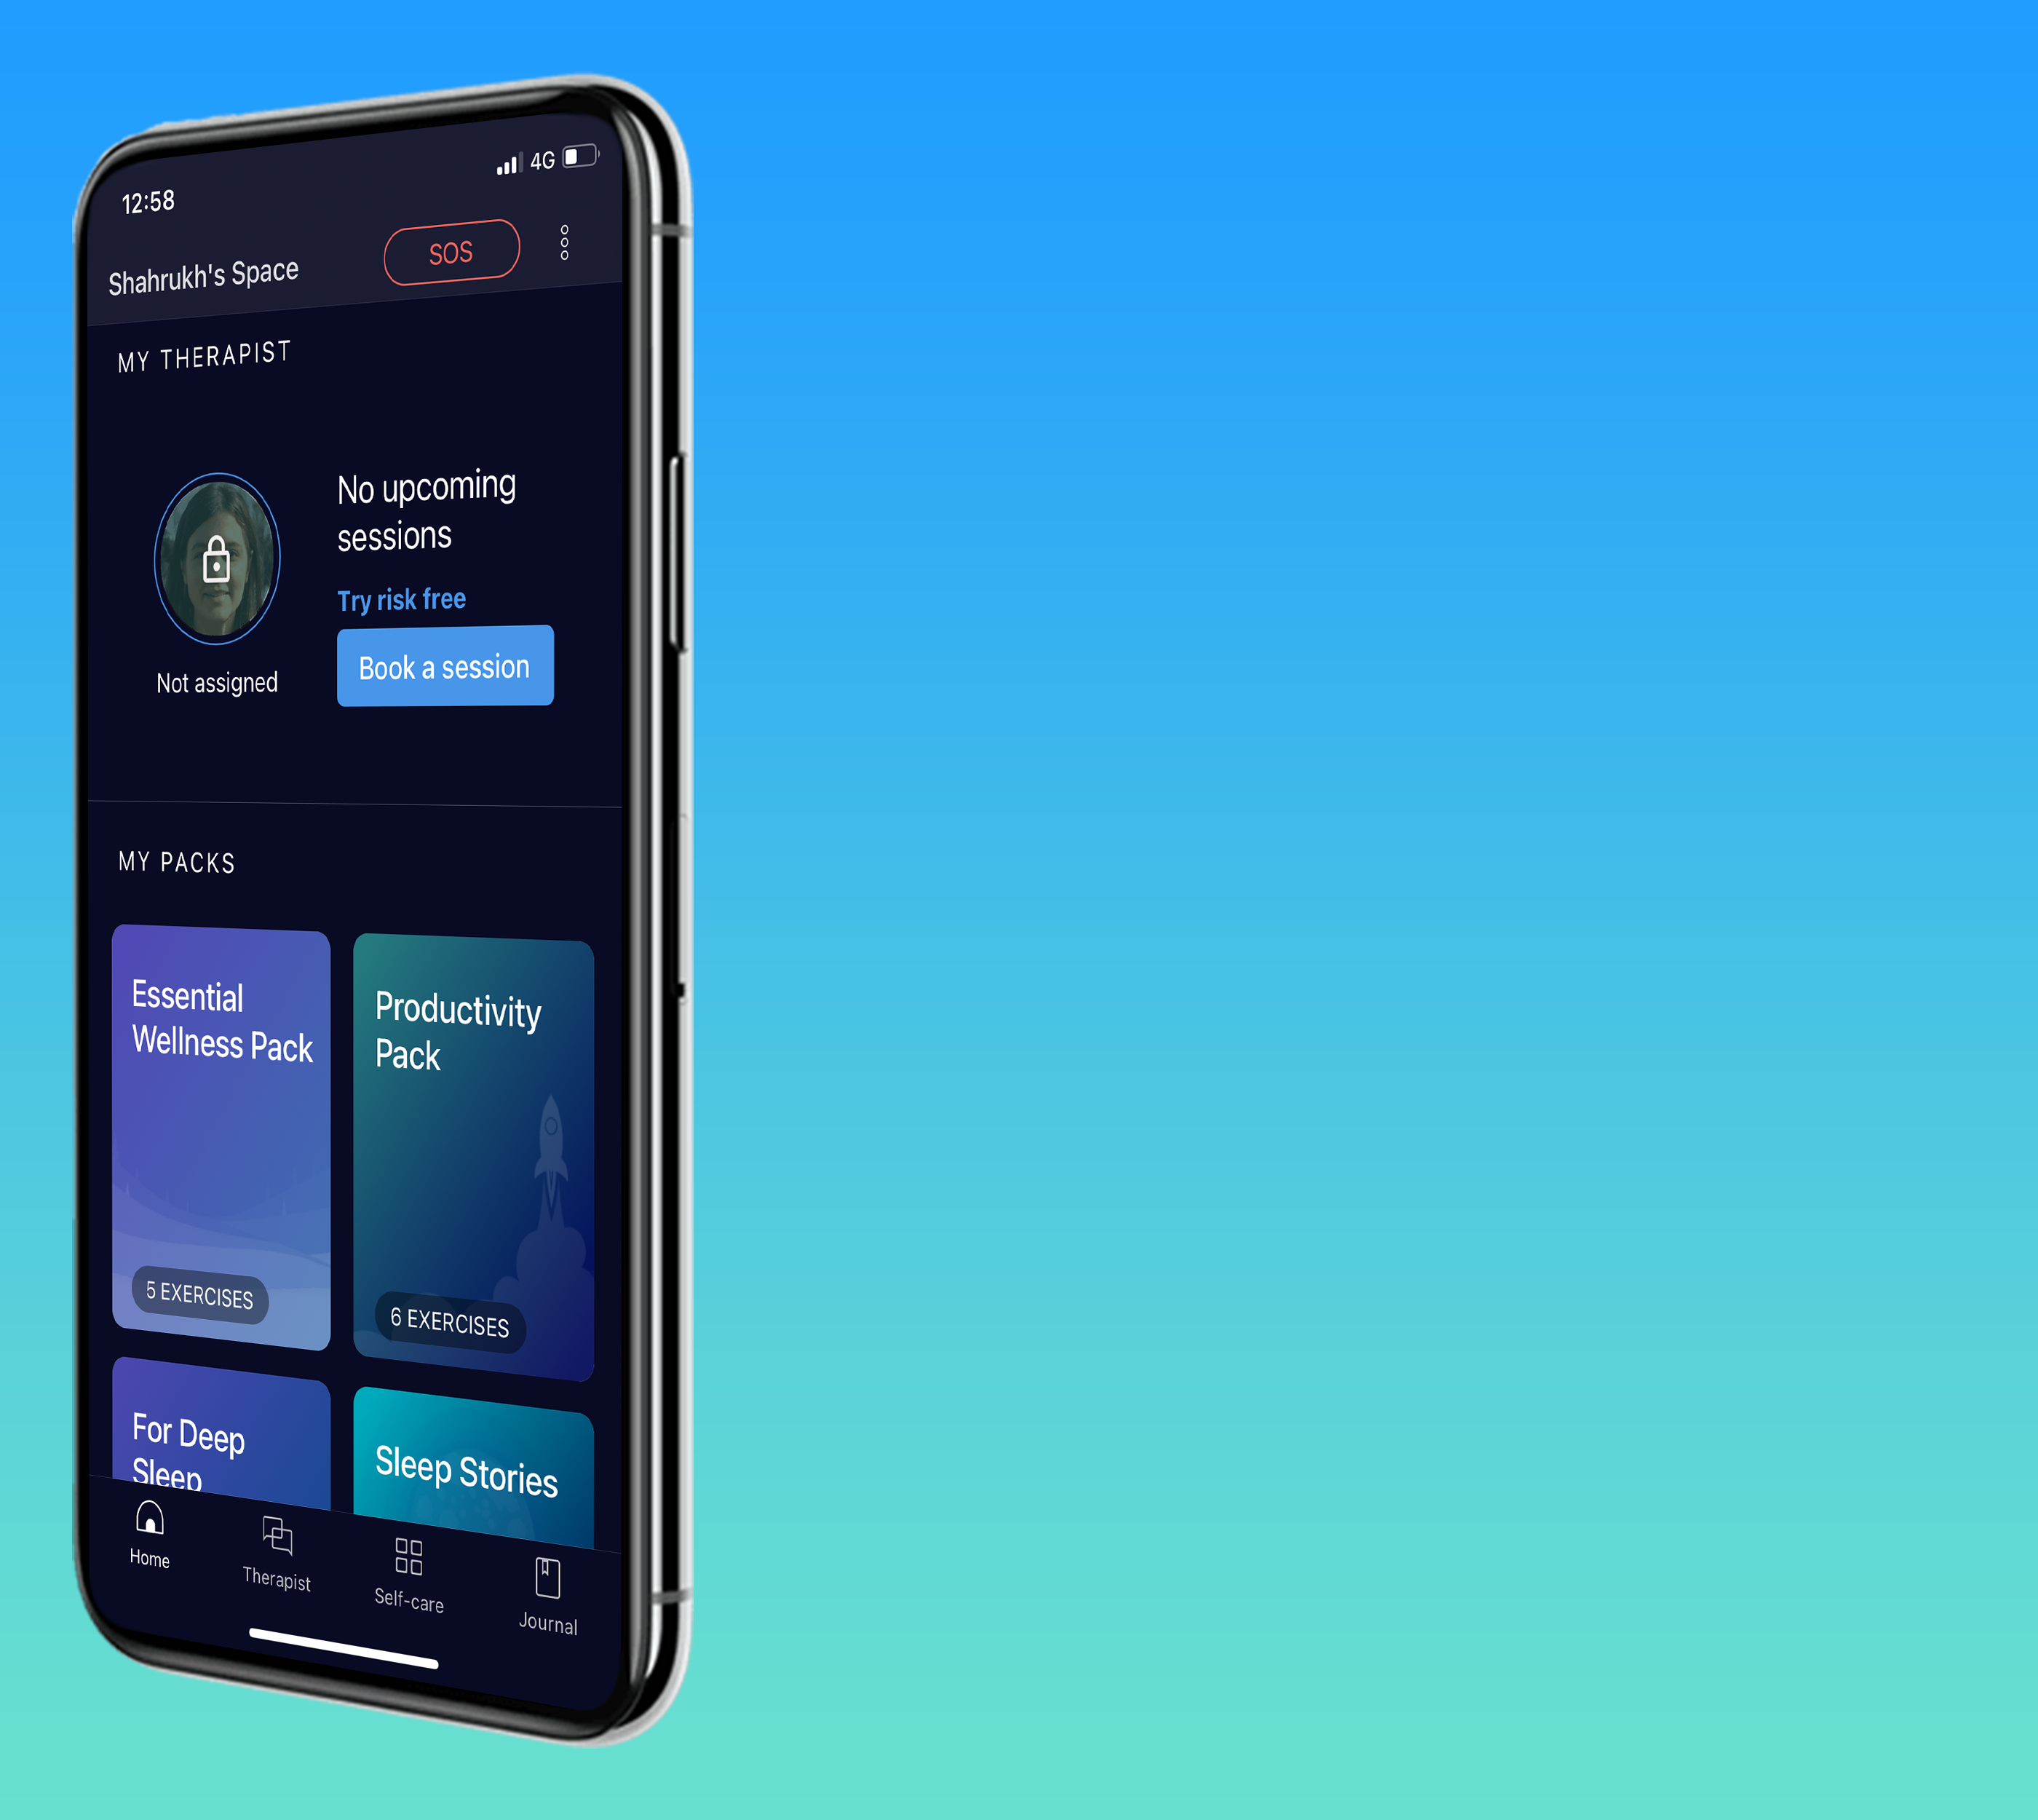 12:58
4G
Shahrukh's Space
SOS
MY THERAPIST
No upcoming
sessions
Try risk free
Book a session
Not assigned
MY PACKS
Essential
Wellness Pack
5 EXERCISES
Productivity
Pack
6 EXERCISES
For Deep
Sleep
Sleep Stories
Home
Therapist
Self-care
Journal